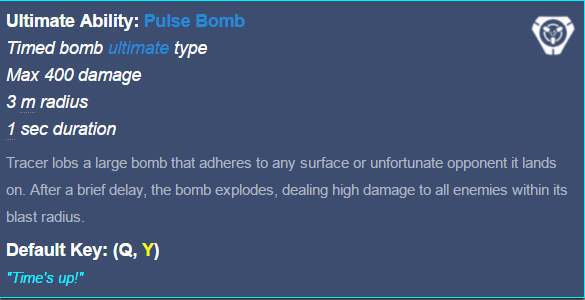 Ultimate Ability: Pulse Bomb
Timed bomb ultimate type
Max 400 damage
3 m radius
1 sec duration
Tracer lobs a large bomb that adheres to any surface or unfortunate opponent it lands
on. After a brief delay, the bomb explodes, dealing high damage to all enemies within its
blast radius.
Default Key: (Q, Y)
"Time's up!"